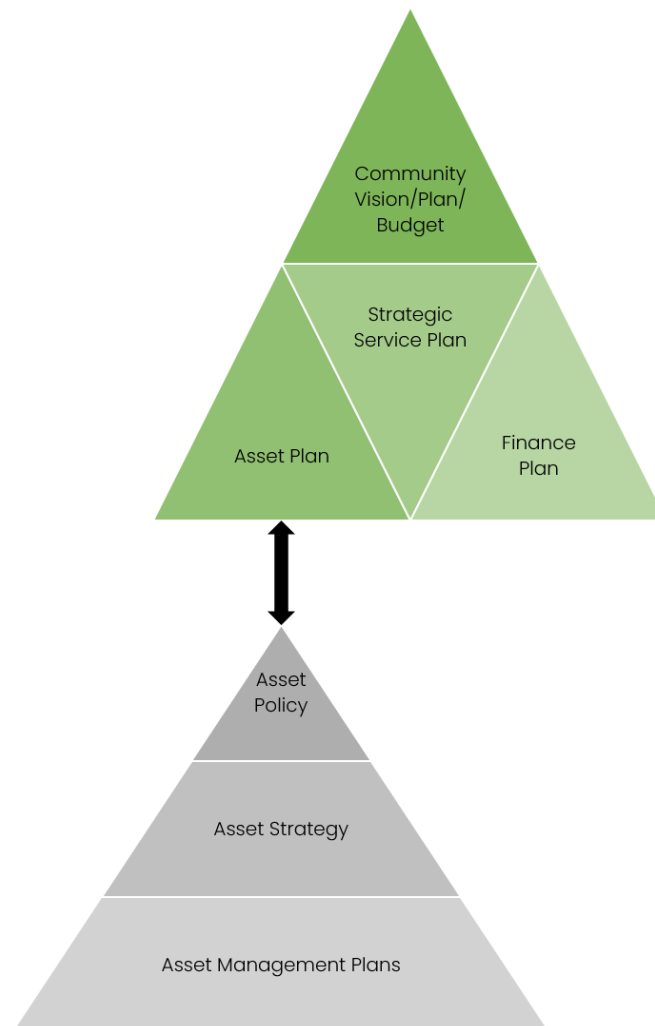 Community
Vision/Plan/
Budget
Strategic
Service Plan
Asset Plan
Finance
Plan
Asset
Policy
Asset Strategy
Asset Management Plans